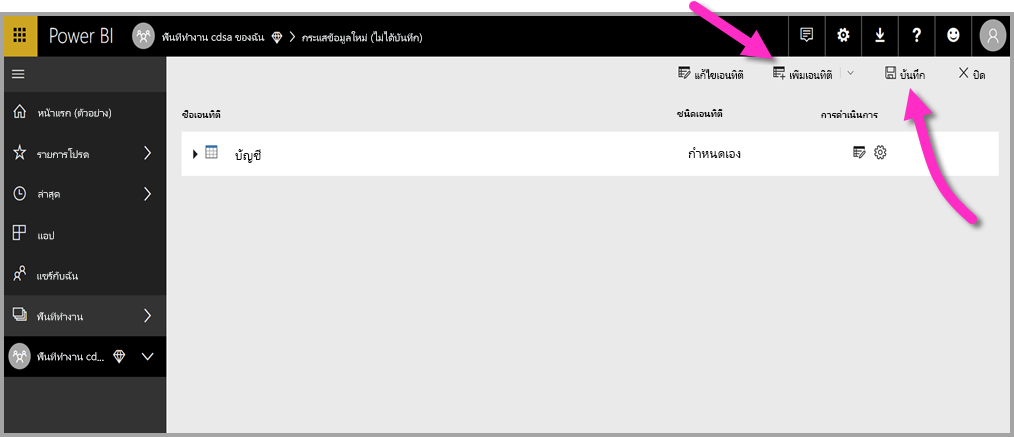 Power BI พื้นที่ทำงาน cdsa ของฉัน > กระแสข้อมูลใหม่ (ไม่ได้บันทึก) ?
แก้ไขเอนทิตี เพิ่มเอนทิตี บันทึก ปิด
หน้าแรก (ตัวอย่าง)
รายการโปรด
ล่าสุด
แอป
แชร์กับฉัน
พื้นที่ทำงาน
พื้นที่ทำงาน cd...
ชื่อเอนทิตี ชนิดเอนทิตี การดำเนินการ
บัญชี กำหนดเอง